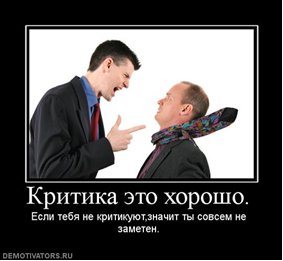 Критика это хорошо.
Если тебя не критикуют,значит ты совсем не
заметен.
DEMOTIVATORS.RU